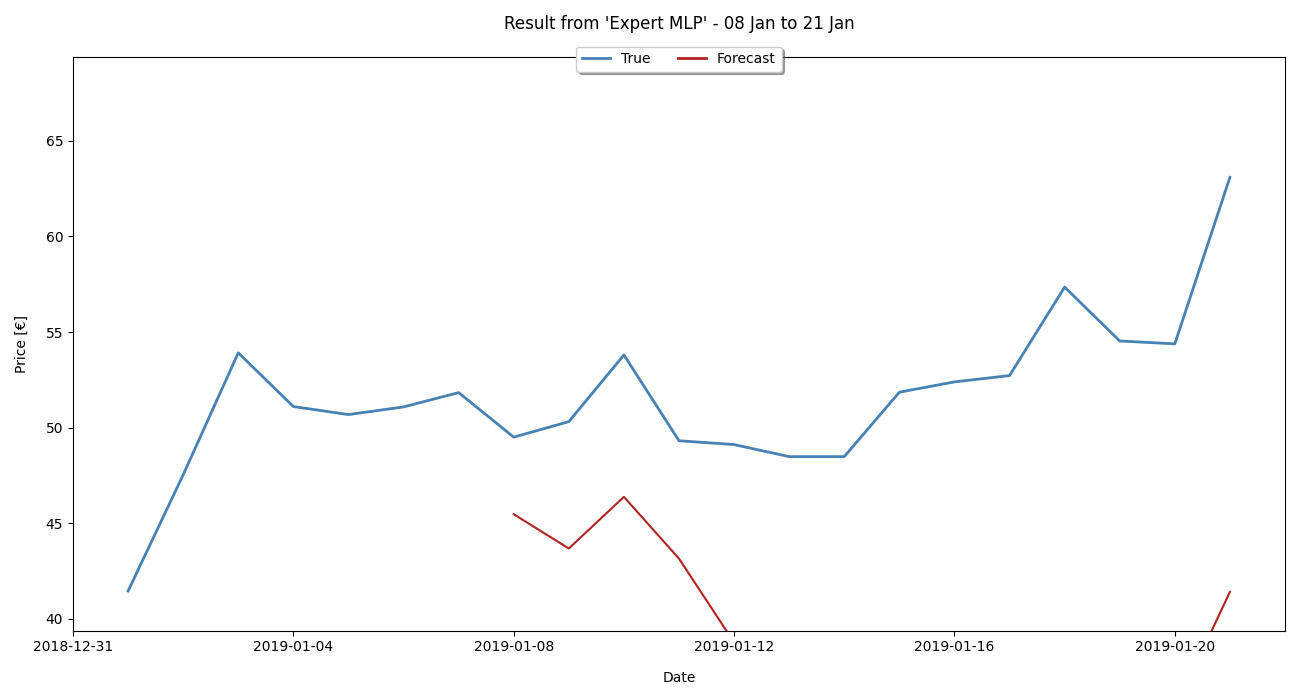 Result from 'Expert MLP' - 08 Jan to 21 Jan
True Forecast
65
60
55
50
45
40
Price [€]
2018-12-31 2019-01-04 2019-01-08 2019-01-12 2019-01-16 2019-01-20
Date